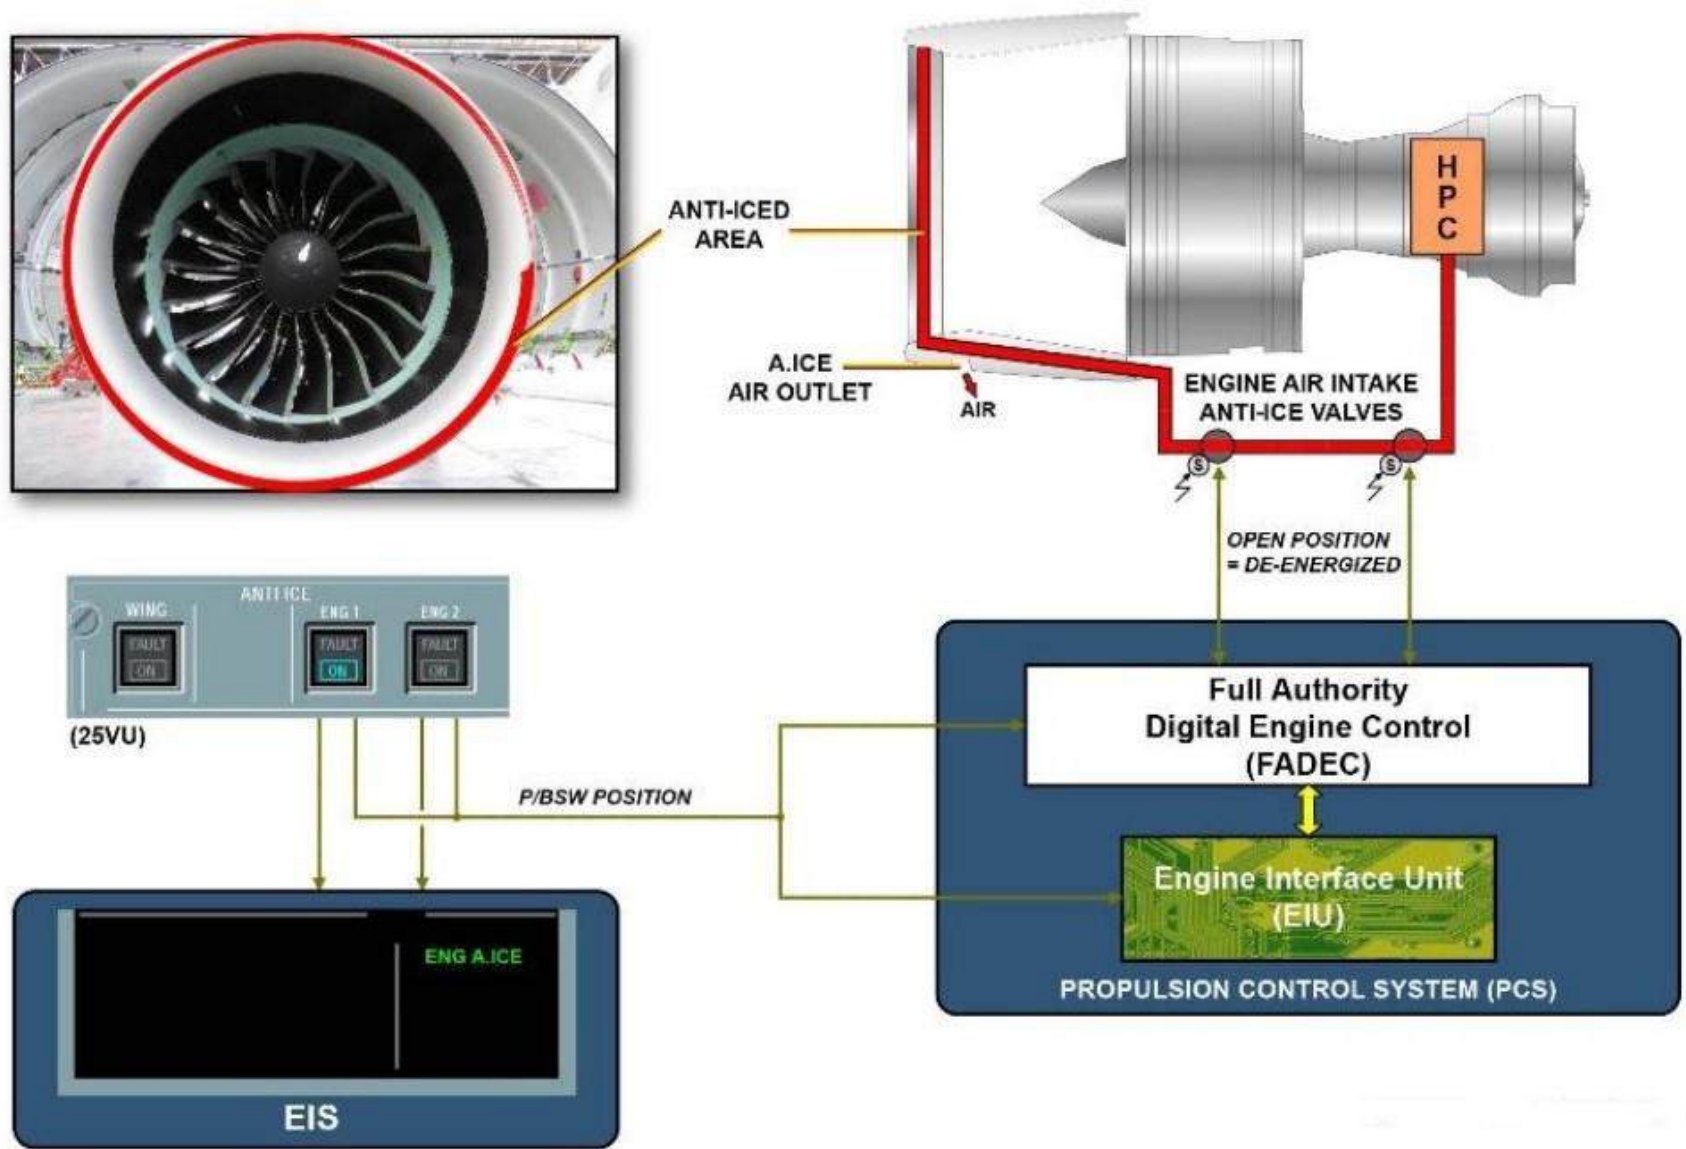 ANTI-ICED
AREA
H
P
C
A.ICE
AIR OUTLET
AIR
ENGINE AIR INTAKE
ANTI-ICE VALVES
S
S
OPEN POSITION
= DE-ENERGIZED
ANTI ICE
WING
ENG 1
ENG 2
FAULT
ON
FAULT
ON
FAULT
ON
(25VU)
P/BSW POSITION
Full Authority
Digital Engine Control
(FADEC)
Engine Interface Unit
(EIU)
PROPULSION CONTROL SYSTEM (PCS)
ENG A.ICE
EIS